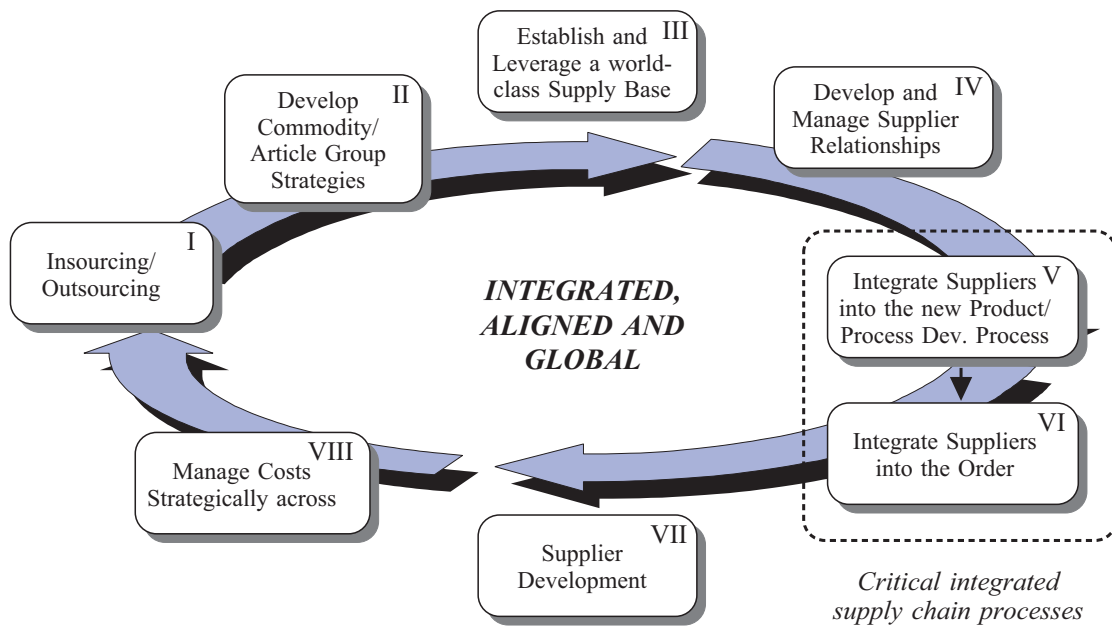 I
Insourcing/
Outsourcing
II
Develop
Commodity/
Article Group
Strategies
III
Establish and
Leverage a world-
class Supply Base
IV
Develop and
Manage Supplier
Relationships
V
Integrate Suppliers
into the new Product/
Process Dev. Process
VI
Integrate Suppliers
into the Order
Critical integrated
supply chain processes
VII
Supplier
Development
VIII
Manage Costs
Strategically across
INTEGRATED,
ALIGNED AND
GLOBAL